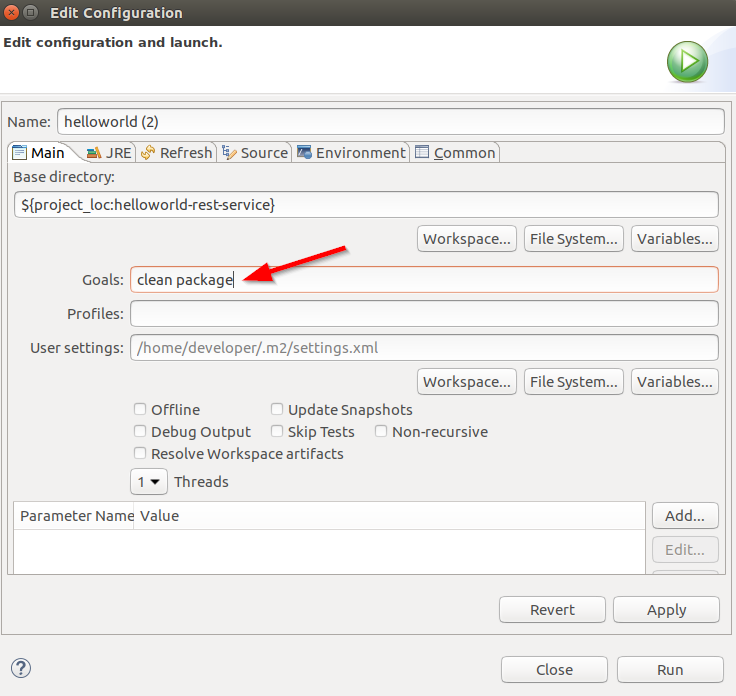 Edit Configuration
Edit configuration and launch.
Name: helloworld (2)
Main JRE Refresh Source Environment Common
Base directory:
${project_loc:helloworld-rest-service}
Workspace... File System... Variables...
Goals: clean package
Profiles:
User settings: /home/developer/.m2/settings.xml
Workspace... File System... Variables...
Offline Update Snapshots
Debug Output Skip Tests Non-recursive
Resolve Workspace artifacts
1 Threads
Parameter Name Value Add...
Edit...
Revert Apply
? Close Run